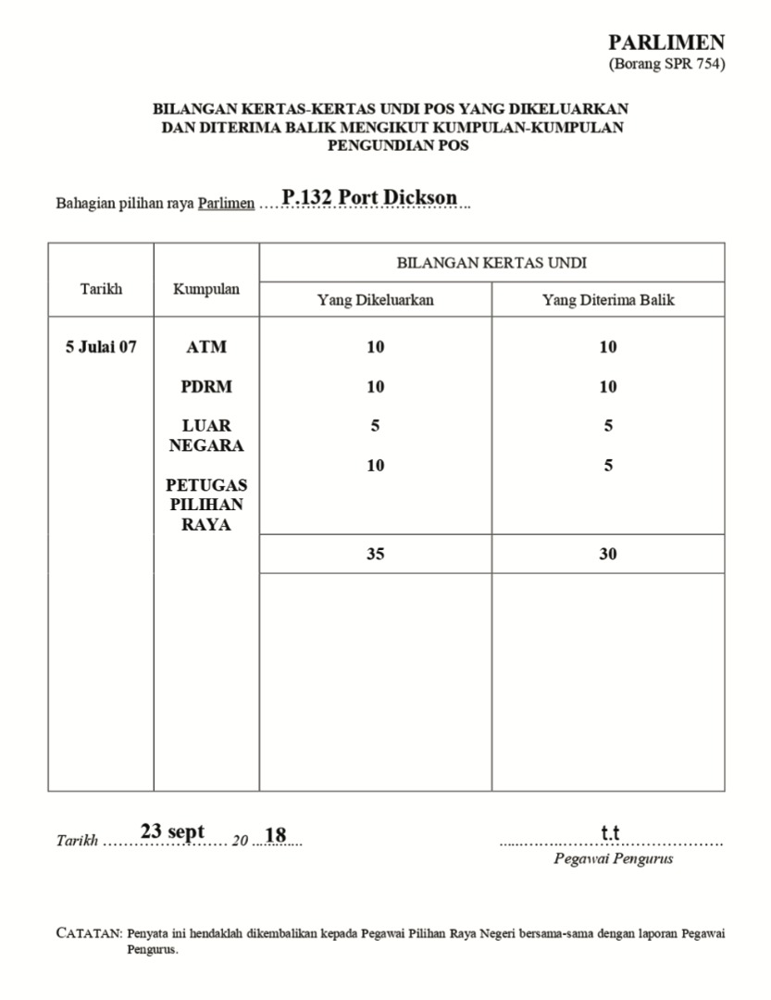 PARLIMEN
(Borang SPR 754)
BILANGAN KERTAS-KERTAS UNDI POS YANG DIKELUARKAN
DAN DITERIMA BALIK MENGIKUT KUMPULAN-KUMPULAN
PENGUNDIAN POS
Bahagian pilihan raya Parlimen ....P.132 Port Dickson....
BILANGAN KERTAS UNDI
Tarikh Kumpulan Yang Dikeluarkan Yang Diterima Balik
5 Julai 07 ATM 10 10
PDRM 10 10
LUAR 5 5
NEGARA
10 5
PETUGAS
PILIHAN
RAYA
35 30
Tarikh ........23 sept........ 20 ...18......
t.t
Pegawai Pengurus
CATATAN: Penyata ini hendaklah dikembalikan kepada Pegawai Pilihan Raya Negeri bersama-sama dengan laporan Pegawai
Pengurus.